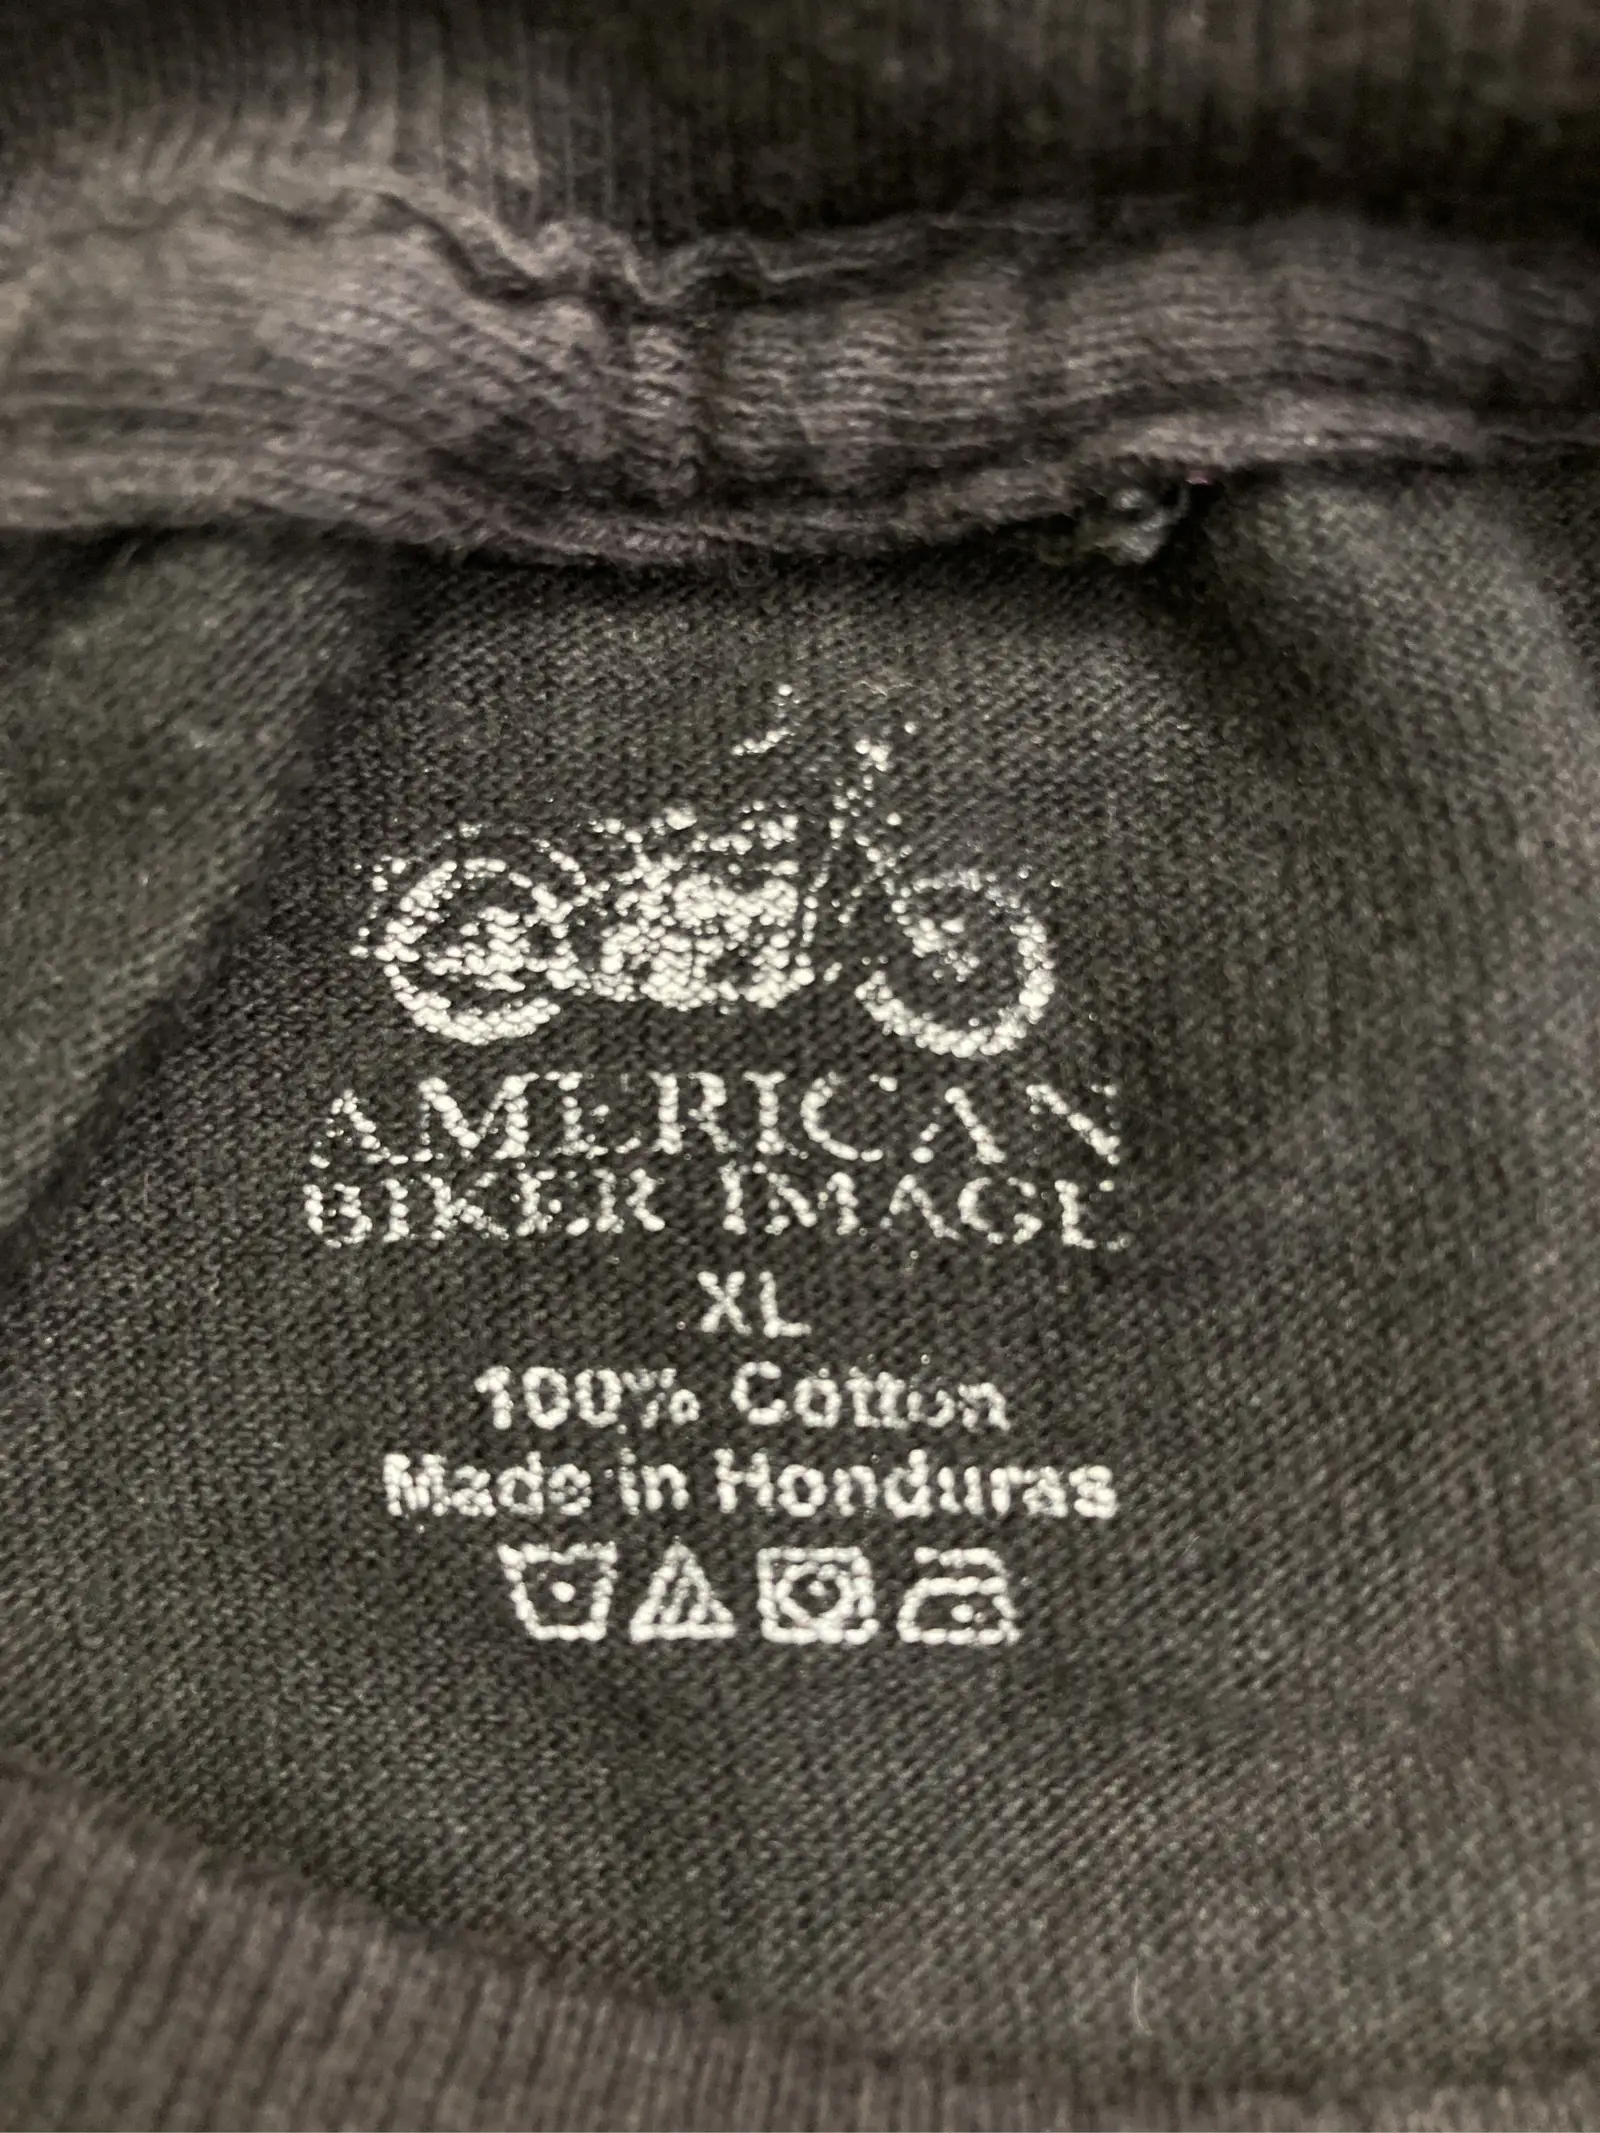 AMERICAN
BIKER IMAGE
XL
100% Cotton
Made in Honduras